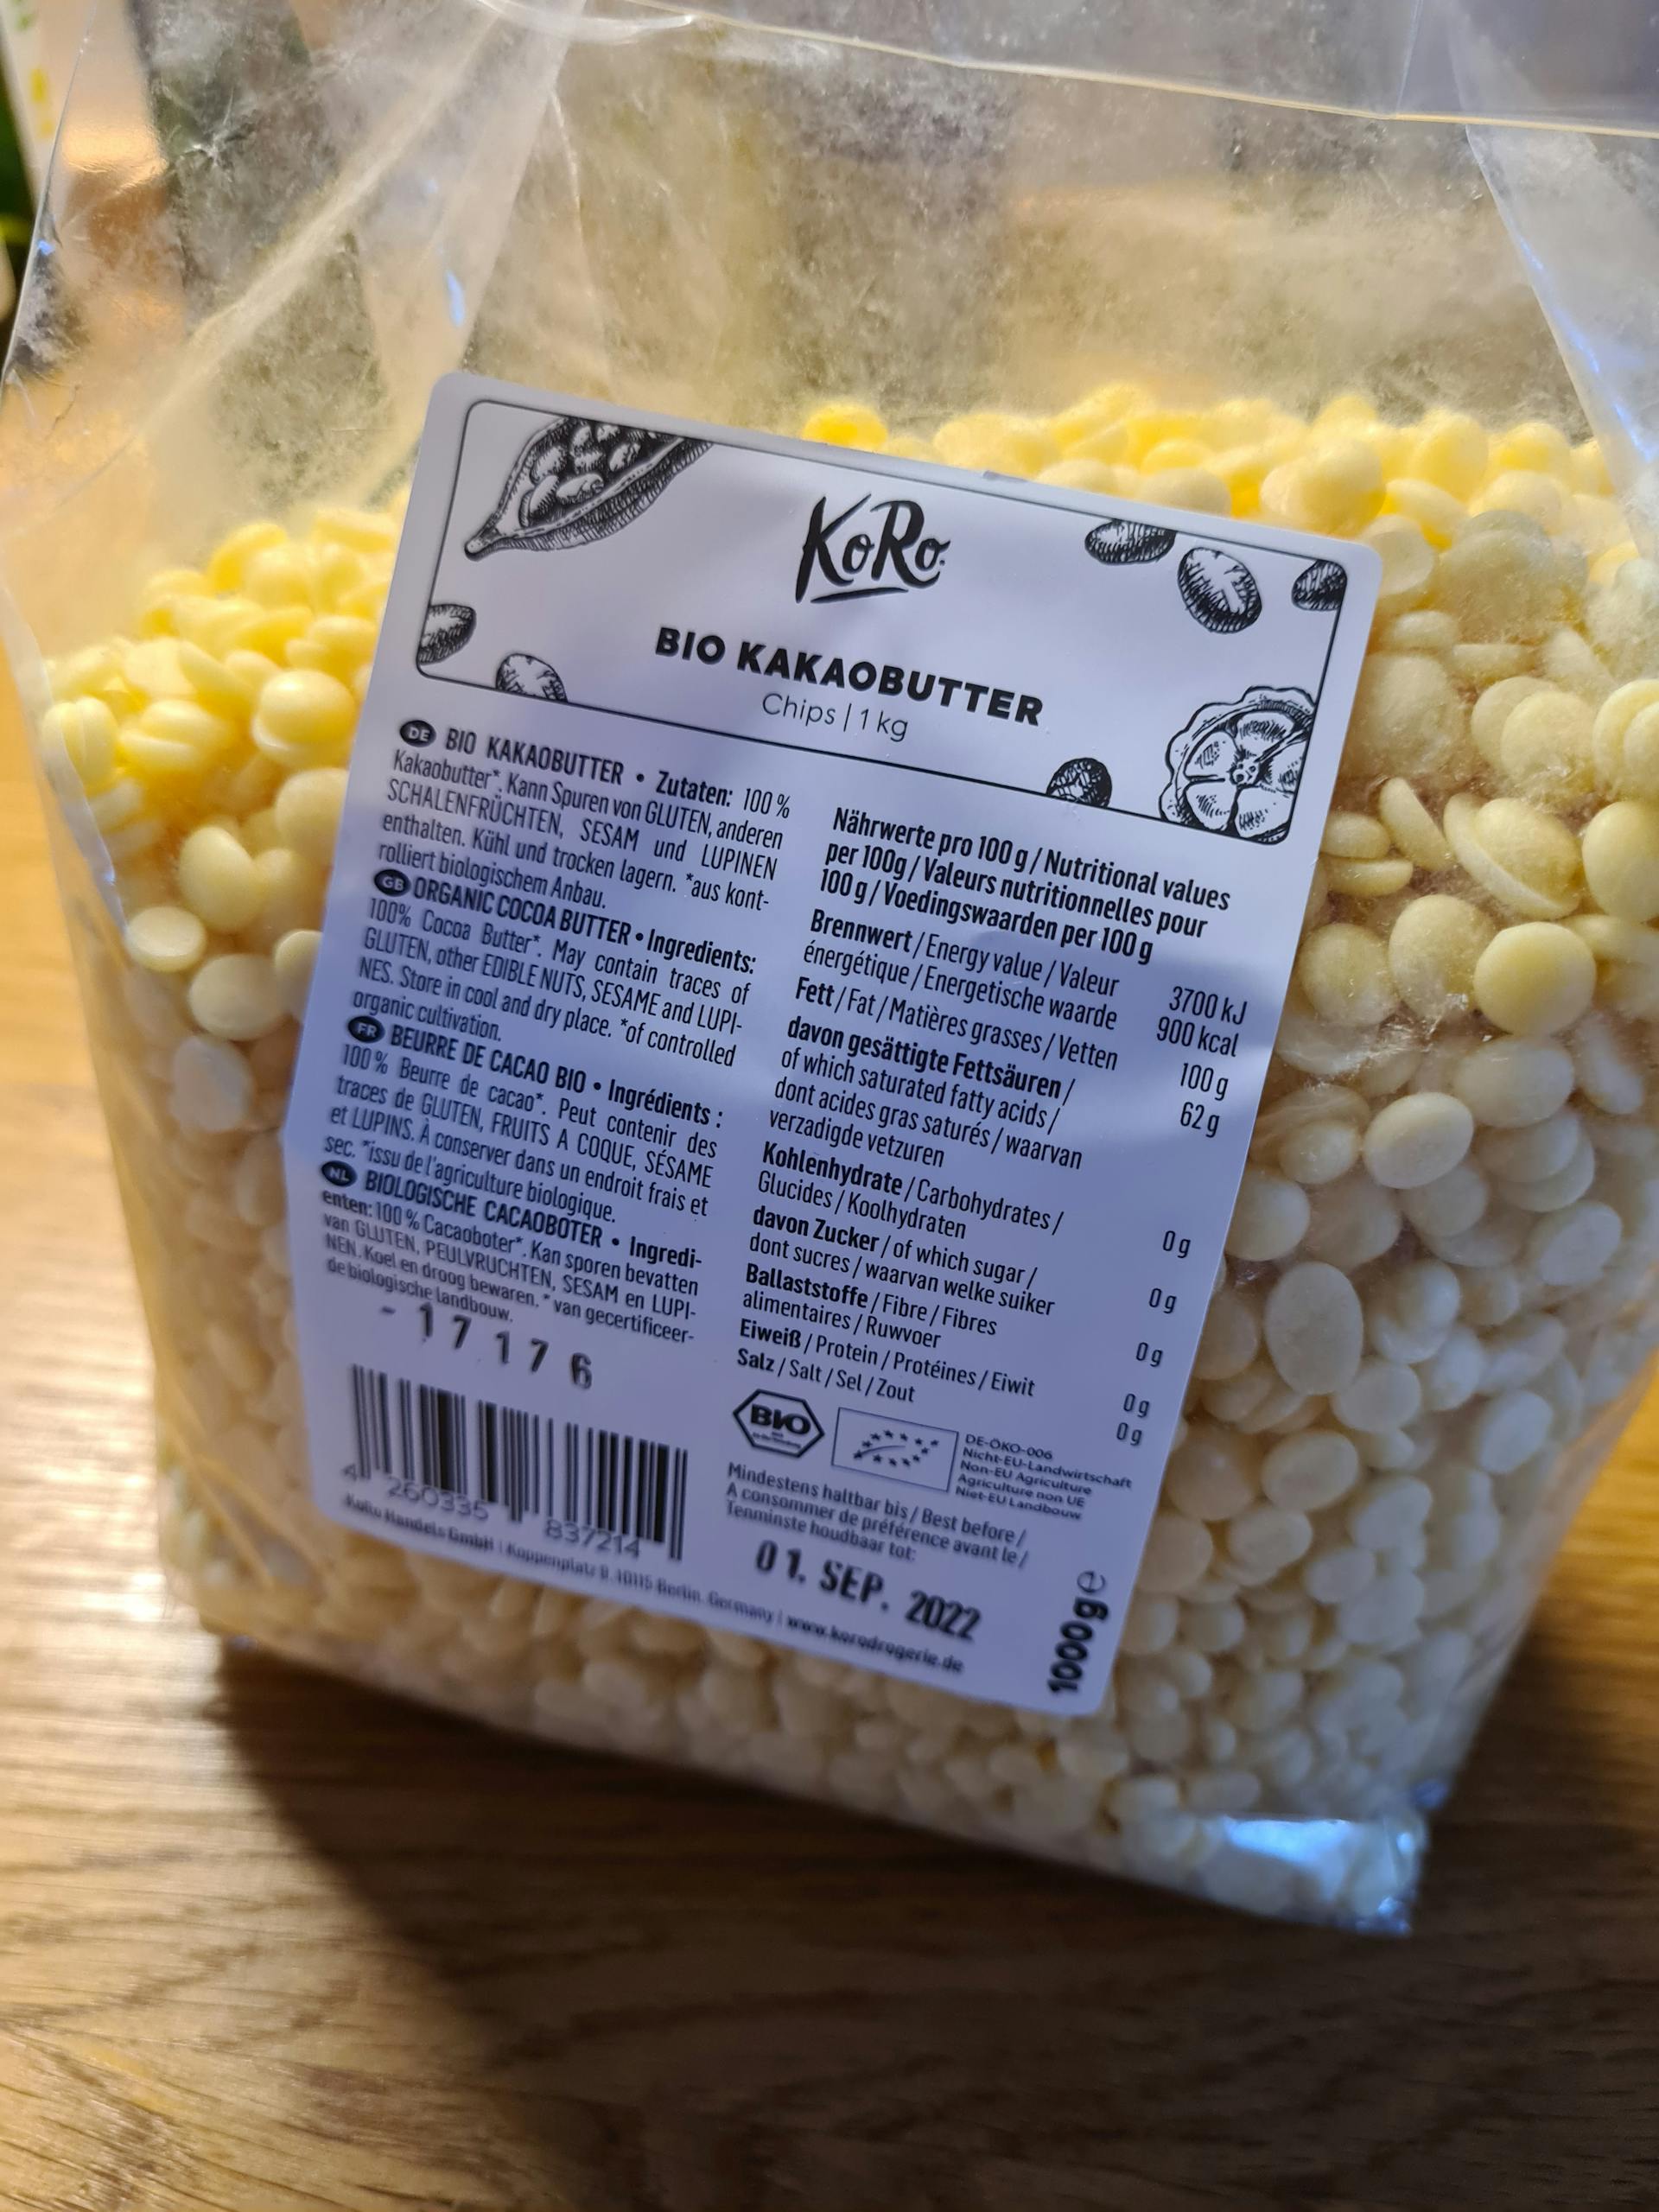 KoRo
BIO KAKAOBUTTER
Chips | 1 kg
DE BIO KAKAOBUTTER • Zutaten: 100 %
Kakaobutter*. Kann Spuren von GLUTEN, anderen
SCHALENFRÜCHTEN, SESAM und LUPINEN
enthalten. Kühl und trocken lagern. *aus kont-
rolliert biologischem Anbau.
GB ORGANIC COCOA BUTTER • Ingredients:
100% Cocoa Butter*. May contain traces of
GLUTEN, other EDIBLE NUTS, SESAME and LUPI-
NES. Store in cool and dry place. *of controlled
organic cultivation.
FR BEURRE DE CACAO BIO • Ingrédients :
100 % Beurre de cacao*. Peut contenir des
traces de GLUTEN, FRUITS A COQUE, SÉSAME
et LUPINS. À conserver dans un endroit frais et
sec. *issu de l'agriculture biologique.
NL BIOLOGISCHE CACAOBOTER • Ingredi-
enten: 100 % Cacaoboter*. Kan sporen bevatten
van GLUTEN, PEULVRUCHTEN, SESAM en LUPI-
NEN. Koel en droog bewaren. * van gecertificeer-
de biologische landbouw.
- 17176
4 260335 837214
KoRo Handels GmbH | Koppenplatz 9, 10115 Berlin, Germany | www.korodrogerie.de
Nährwerte pro 100 g / Nutritional values
per 100g / Valeurs nutritionnelles pour
100 g / Voedingswaarden per 100 g
Brennwert / Energy value / Valeur 3700 kJ
énergétique / Energetische waarde 900 kcal
Fett / Fat / Matières grasses / Vetten 100 g
davon gesättigte Fettsäuren / 62 g
of which saturated fatty acids /
dont acides gras saturés / waarvan
verzadigde vetzuren
Kohlenhydrate / Carbohydrates /
Glucides / Koolhydraten 0 g
davon Zucker / of which sugar /
dont sucres / waarvan welke suiker 0 g
Ballaststoffe / Fibre / Fibres
alimentaires / Ruwvoer 0 g
Eiweiß / Protein / Protéines / Eiwit 0 g
Salz / Salt / Sel / Zout 0 g
BIO
DE-ÖKO-006
Nicht-EU-Landwirtschaft
Non-EU Agriculture
Agriculture non UE
Niet-EU Landbouw
Mindestens haltbar bis / Best before /
A consommer de préférence avant le /
Tenminste houdbaar tot:
01. SEP. 2022
1000 g e